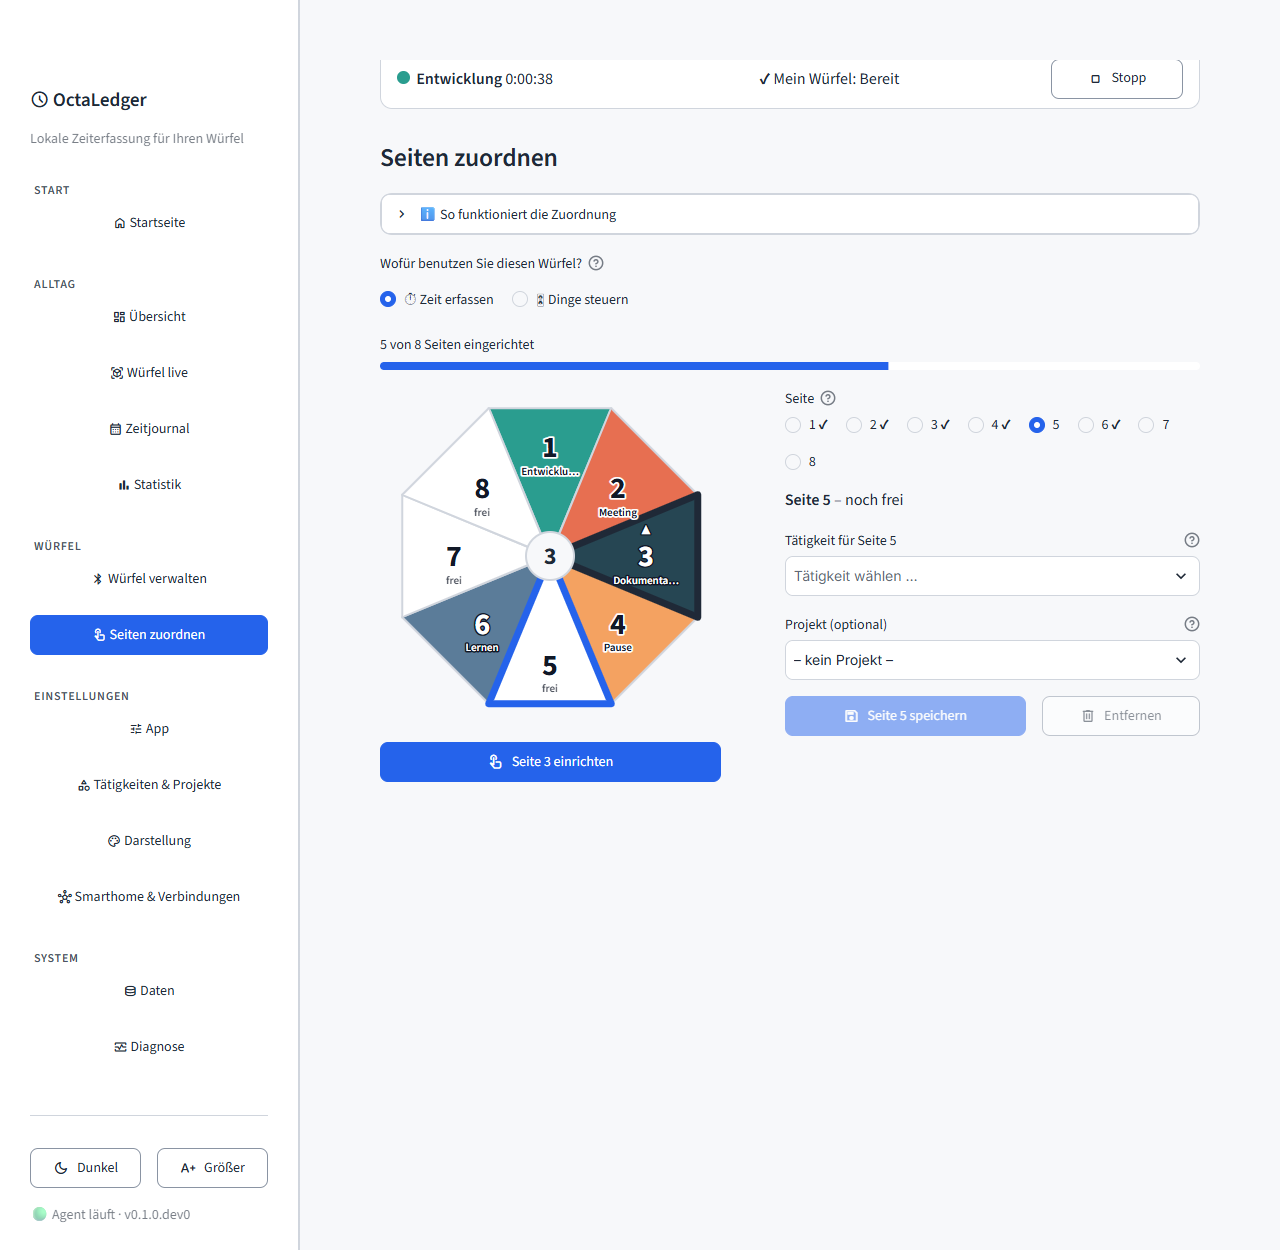 OctaLedger
Lokale Zeiterfassung für Ihren Würfel
START
Startseite
ALLTAG
Übersicht
Würfel live
Zeitjournal
Statistik
WÜRFEL
Würfel verwalten
Seiten zuordnen
EINSTELLUNGEN
App
Tätigkeiten & Projekte
Darstellung
Smarthome & Verbindungen
SYSTEM
Daten
Diagnose
Dunkel
A+ Größer
Agent läuft · v0.1.0.dev0
Entwicklung 0:00:38
✓ Mein Würfel: Bereit
Stopp
Seiten zuordnen
ℹ️ So funktioniert die Zuordnung
Wofür benutzen Sie diesen Würfel?
⏱ Zeit erfassen
🎛 Dinge steuern
5 von 8 Seiten eingerichtet
1
Entwicklu…
2
Meeting
▲
3
Dokumenta…
4
Pause
5
frei
6
Lernen
7
frei
8
frei
3
Seite 3 einrichten
Seite
1 ✓ 2 ✓ 3 ✓ 4 ✓ 5 6 ✓ 7
8
Seite 5 – noch frei
Tätigkeit für Seite 5
Tätigkeit wählen ...
Projekt (optional)
– kein Projekt –
Seite 5 speichern
Entfernen